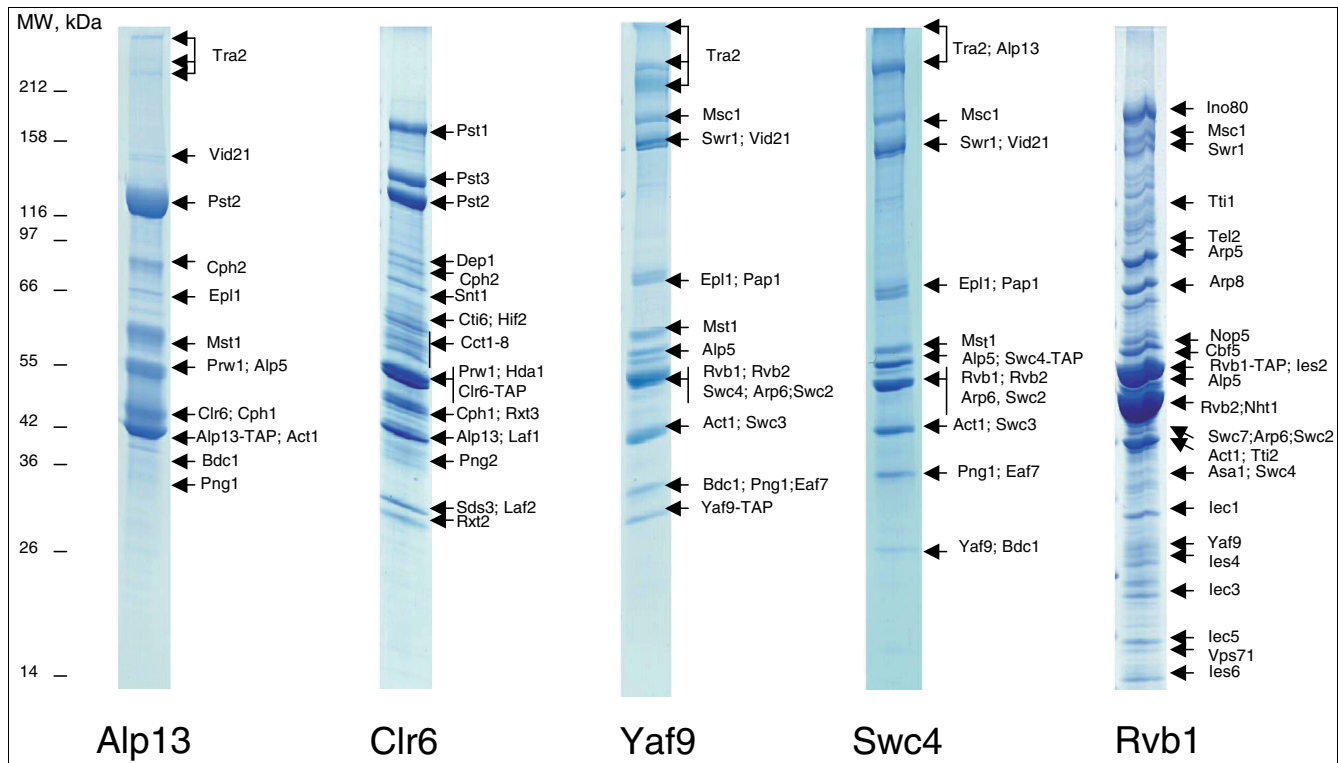 MW, kDa
212
158
116
97
66
55
42
36
26
14
Tra2
Vid21
Pst2
Cph2
Epl1
Mst1
Prw1; Alp5
Clr6; Cph1
Alp13-TAP; Act1
Bdc1
Png1
Pst1
Pst3
Pst2
Dep1
Cph2
Snt1
Cti6; Hif2
Cct1-8
Prw1; Hda1
Clr6-TAP
Cph1; Rxt3
Alp13; Laf1
Png2
Sds3; Laf2
Rxt2
Tra2
Msc1
Swr1; Vid21
Epl1; Pap1
Mst1
Alp5
Rvb1; Rvb2
Swc4; Arp6;Swc2
Act1; Swc3
Bdc1; Png1;Eaf7
Yaf9-TAP
Tra2; Alp13
Msc1
Swr1; Vid21
Epl1; Pap1
Mst1
Alp5; Swc4-TAP
Rvb1; Rvb2
Arp6, Swc2
Act1; Swc3
Png1; Eaf7
Yaf9; Bdc1
Ino80
Msc1
Swr1
Tti1
Tel2
Arp5
Arp8
Nop5
Cbf5
Rvb1-TAP; Ies2
Alp5
Rvb2;Nht1
Swc7;Arp6;Swc2
Act1; Tti2
Asa1; Swc4
Iec1
Yaf9
Ies4
Iec3
Iec5
Vps71
Ies6
Alp13
Clr6
Yaf9
Swc4
Rvb1